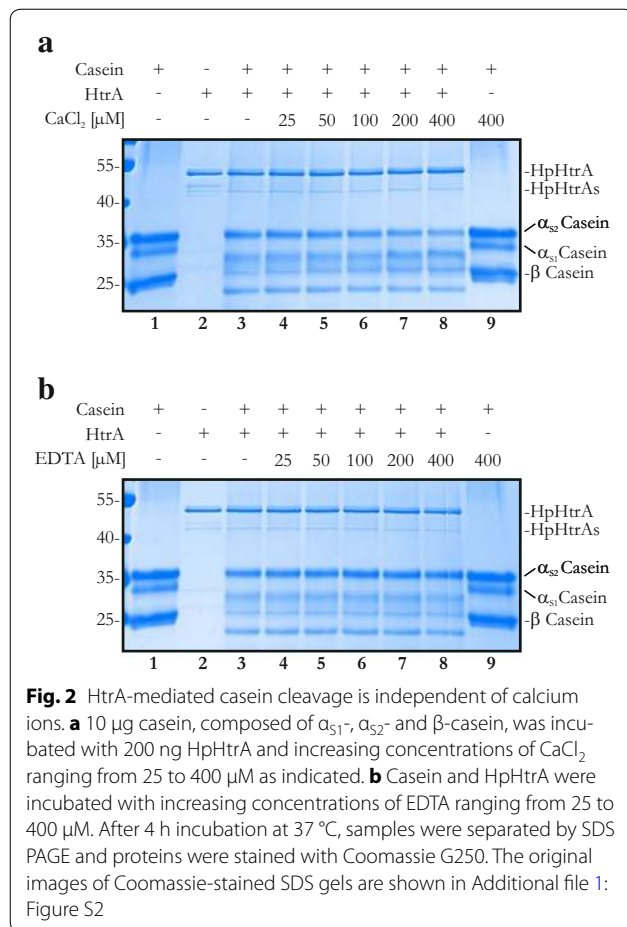 a
Casein + - + + + + + + +
HtrA - + + + + + + + -
CaCl₂ [μM] - - - 25 50 100 200 400 400
55-
40-
35-
25-
-HpHtrA
-HpHtrAs
αS2 Casein
αS1 Casein
-β Casein
1 2 3 4 5 6 7 8 9
b
Casein + - + + + + + + +
HtrA - + + + + + + + -
EDTA [μM] - - - 25 50 100 200 400 400
55-
40-
35-
25-
-HpHtrA
-HpHtrAs
αS2 Casein
αS1 Casein
-β Casein
1 2 3 4 5 6 7 8 9
Fig. 2 HtrA-mediated casein cleavage is independent of calcium
ions. a 10 μg casein, composed of αS1-, αS2- and β-casein, was incu-
bated with 200 ng HpHtrA and increasing concentrations of CaCl₂
ranging from 25 to 400 μM as indicated. b Casein and HpHtrA were
incubated with increasing concentrations of EDTA ranging from 25 to
400 μM. After 4 h incubation at 37 °C, samples were separated by SDS
PAGE and proteins were stained with Coomassie G250. The original
images of Coomassie-stained SDS gels are shown in Additional file 1:
Figure S2